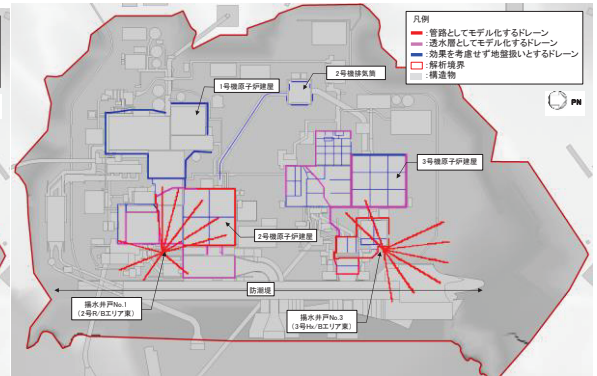 凡例
:管路としてモデル化するドレーン
:透水層としてモデル化するドレーン
:効果を考慮せず地盤扱いとするドレーン
:解析境界
:構造物
PN
2号機排気筒
1号機原子炉建屋
3号機原子炉建屋
2号機原子炉建屋
防潮堤
揚水井戸No.1
(2号R/Bエリア東)
揚水井戸No.3
(3号Hx/Bエリア東)